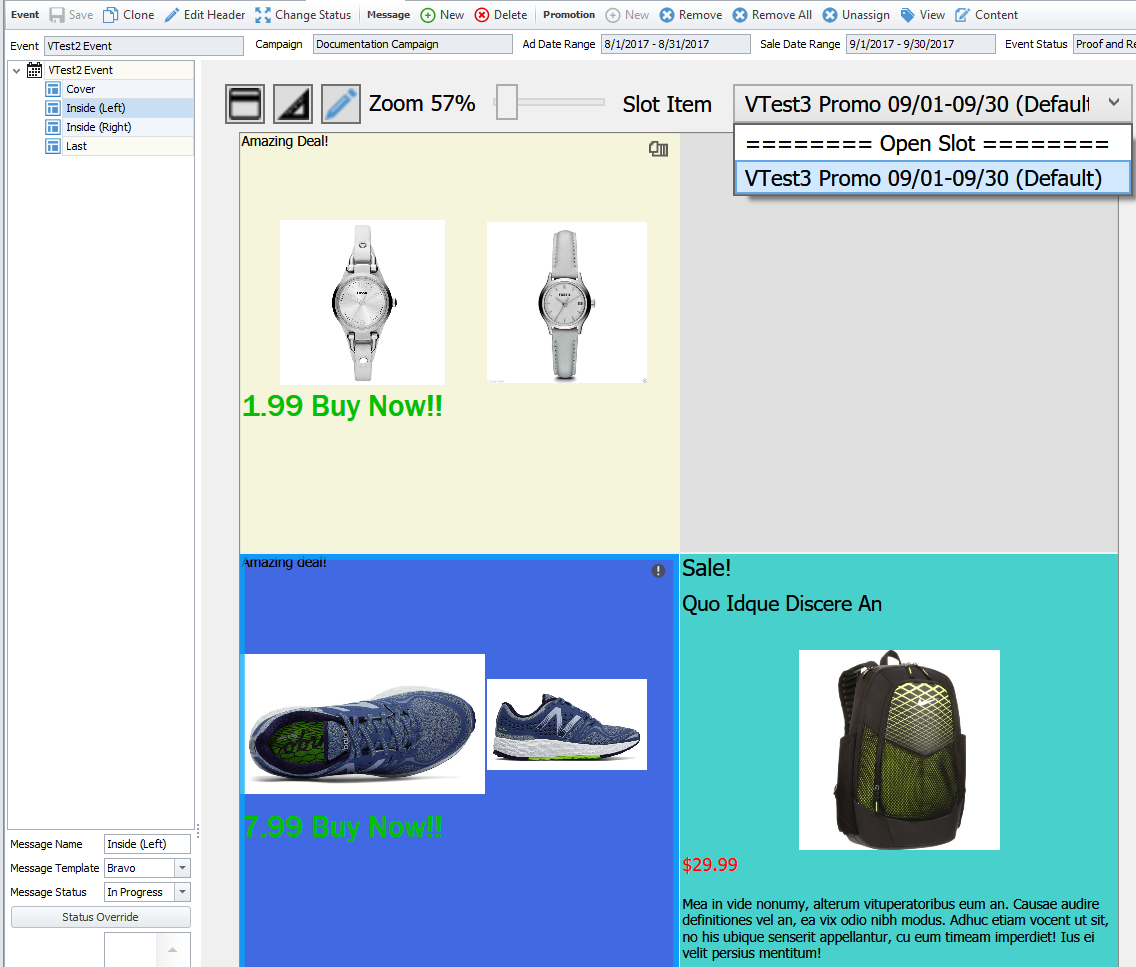 Event Save Clone Edit Header Change Status Message New Delete Promotion New Remove Remove All Unassign View Content
Event VTest2 Event Campaign Documentation Campaign Ad Date Range 8/1/2017 - 8/31/2017 Sale Date Range 9/1/2017 - 9/30/2017 Event Status Proof and Re
VTest2 Event
Cover
Inside (Left)
Inside (Right)
Last
Zoom 57% Slot Item VTest3 Promo 09/01-09/30 (Default
======== Open Slot ========
VTest3 Promo 09/01-09/30 (Default)
Amazing Deal!
1.99 Buy Now!!
Amazing deal!
7.99 Buy Now!!
Sale!
Quo Idque Discere An
$29.99
Mea in vide nonumy, alterum vituperatoribus eum an. Causae audire
definitiones vel an, ea vix odio nibh modus. Adhuc etiam vocent ut sit,
no his ubique senserit appellantur, cu eum timeam imperdiet! Ius ei
velit persius mentitum!
Message Name Inside (Left)
Message Template Bravo
Message Status In Progress
Status Override